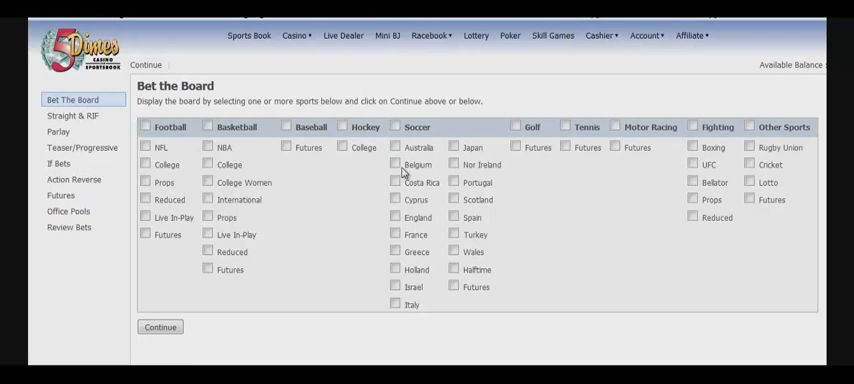 Sports Book Casino Live Dealer Mini BJ Racebook Lottery Poker Skill Games Cashier Account Affiliate
5 Dimes
CASINO
SPORTSBOOK
Continue
Available Balance :
Bet The Board
Straight & RIF
Parlay
Teaser/Progressive
If Bets
Action Reverse
Futures
Office Pools
Review Bets
Bet the Board
Display the board by selecting one or more sports below and click on Continue above or below.
Football Basketball Baseball Hockey Soccer Golf Tennis Motor Racing Fighting Other Sports
NFL NBA Futures College Australia Japan Futures Futures Futures Boxing Rugby Union
College College Belgium Nor Ireland UFC Cricket
Props College Women Costa Rica Portugal Bellator Lotto
Reduced International Cyprus Scotland Props Futures
Live In-Play Props England Spain Reduced
Futures Live In-Play France Turkey
Reduced Greece Wales
Futures Holland Halftime
Israel Futures
Italy
Continue